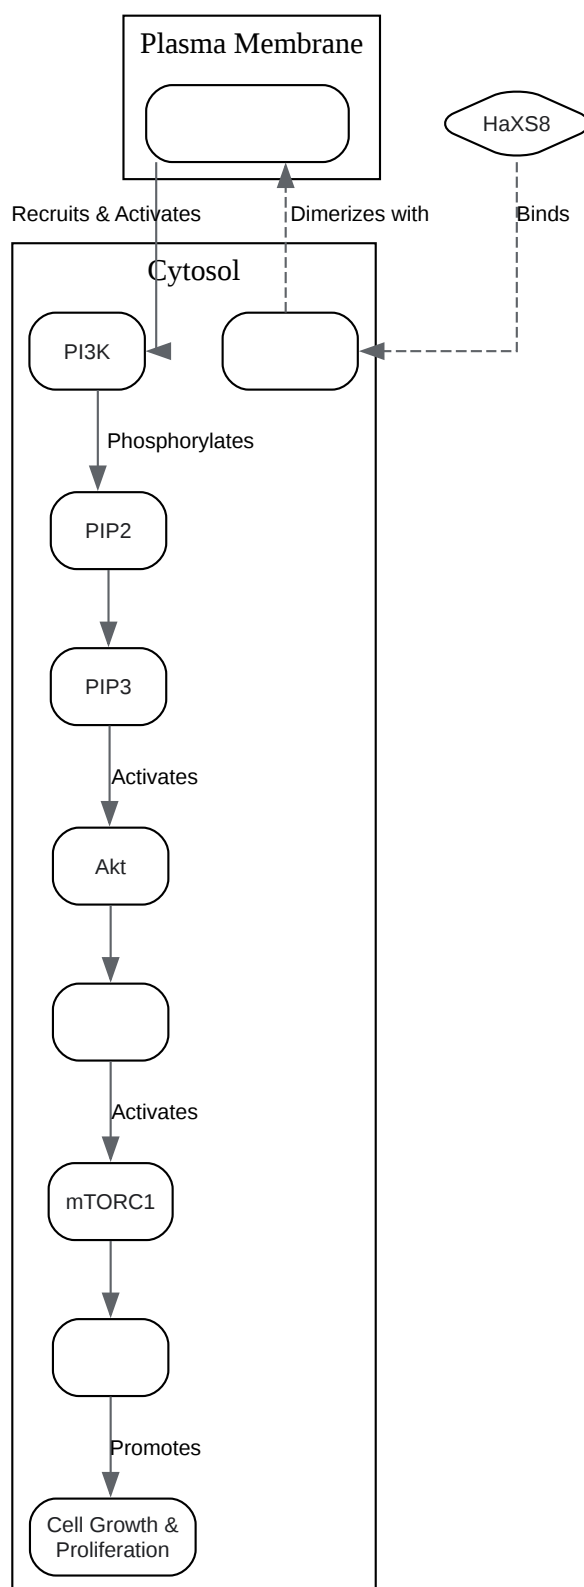 Plasma Membrane
HaXS8
Recruits & Activates
Dimerizes with
Binds
Cytosol
PI3K
Phosphorylates
PIP2
PIP3
Activates
Akt
Activates
mTORC1
Promotes
Cell Growth &
Proliferation